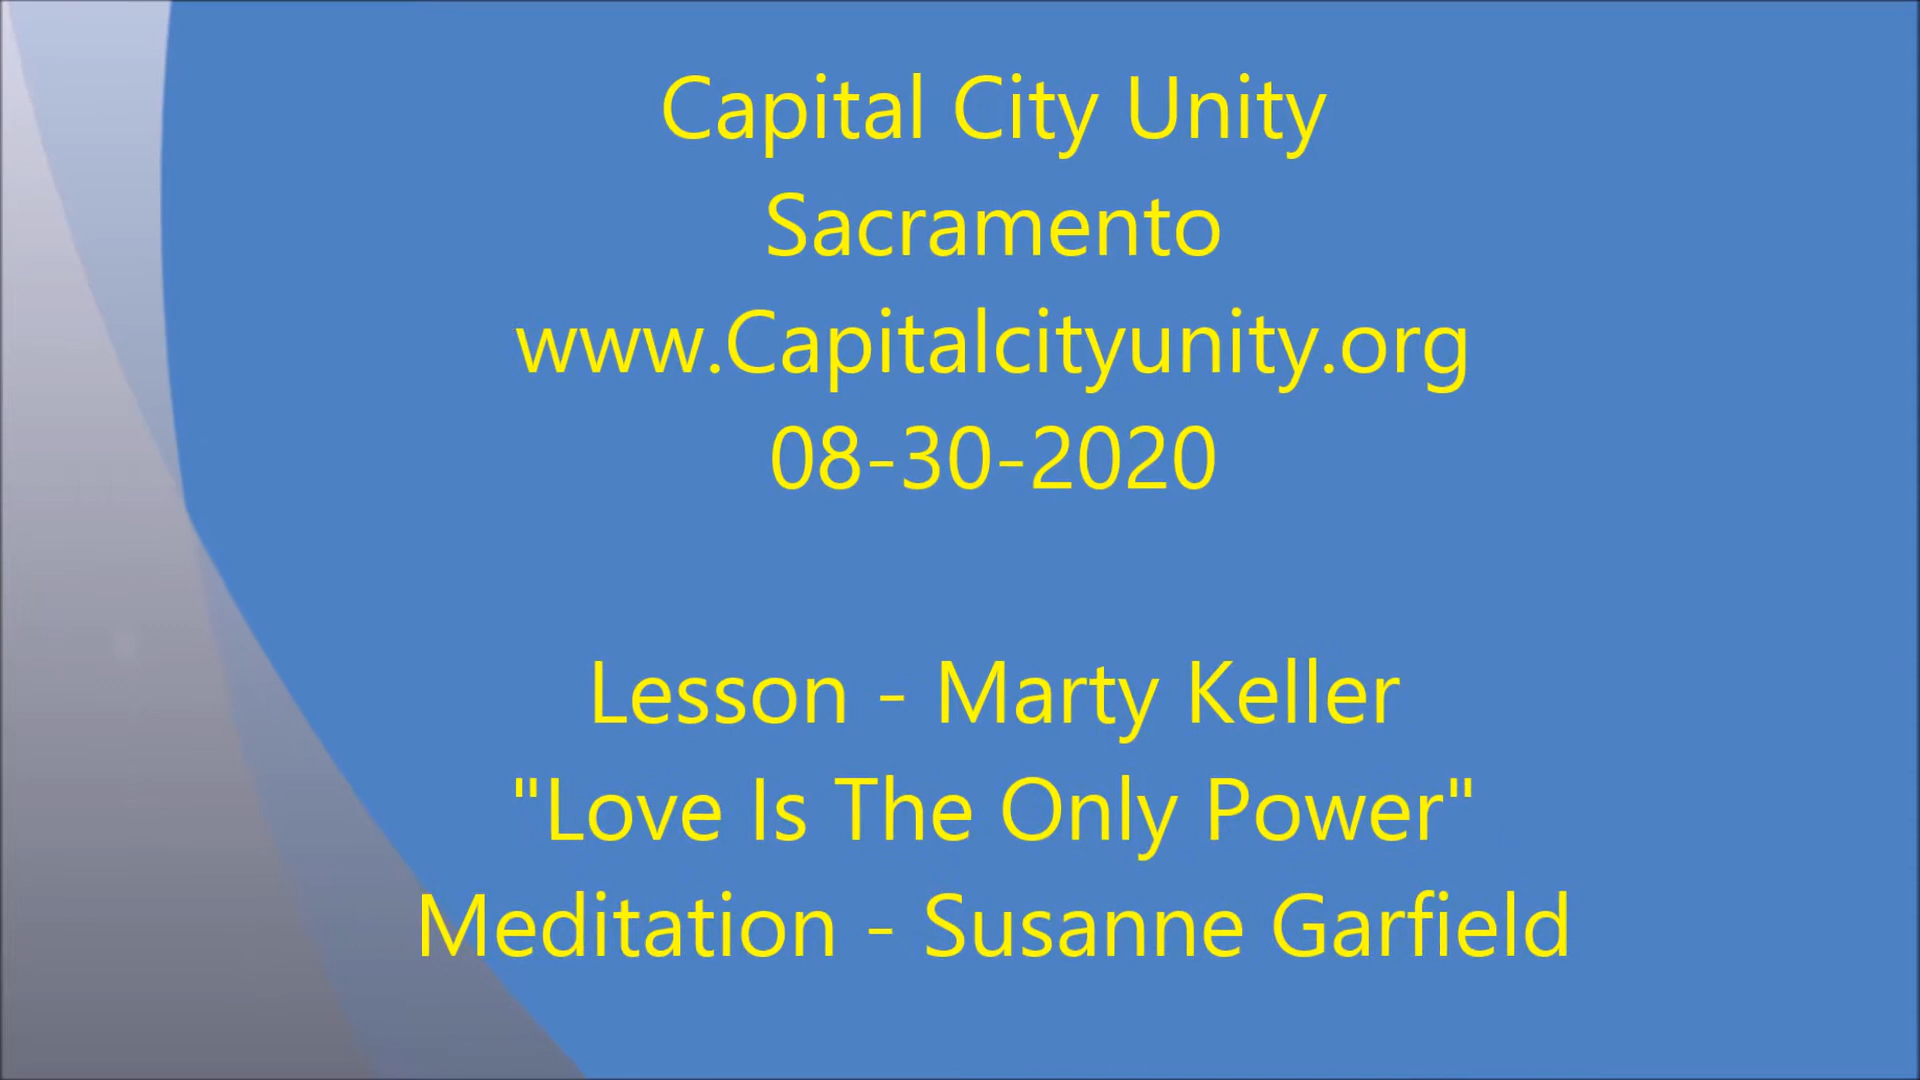 Capital City Unity
Sacramento
www.Capitalcityunity.org
08-30-2020
Lesson - Marty Keller
"Love Is The Only Power"
Meditation - Susanne Garfield